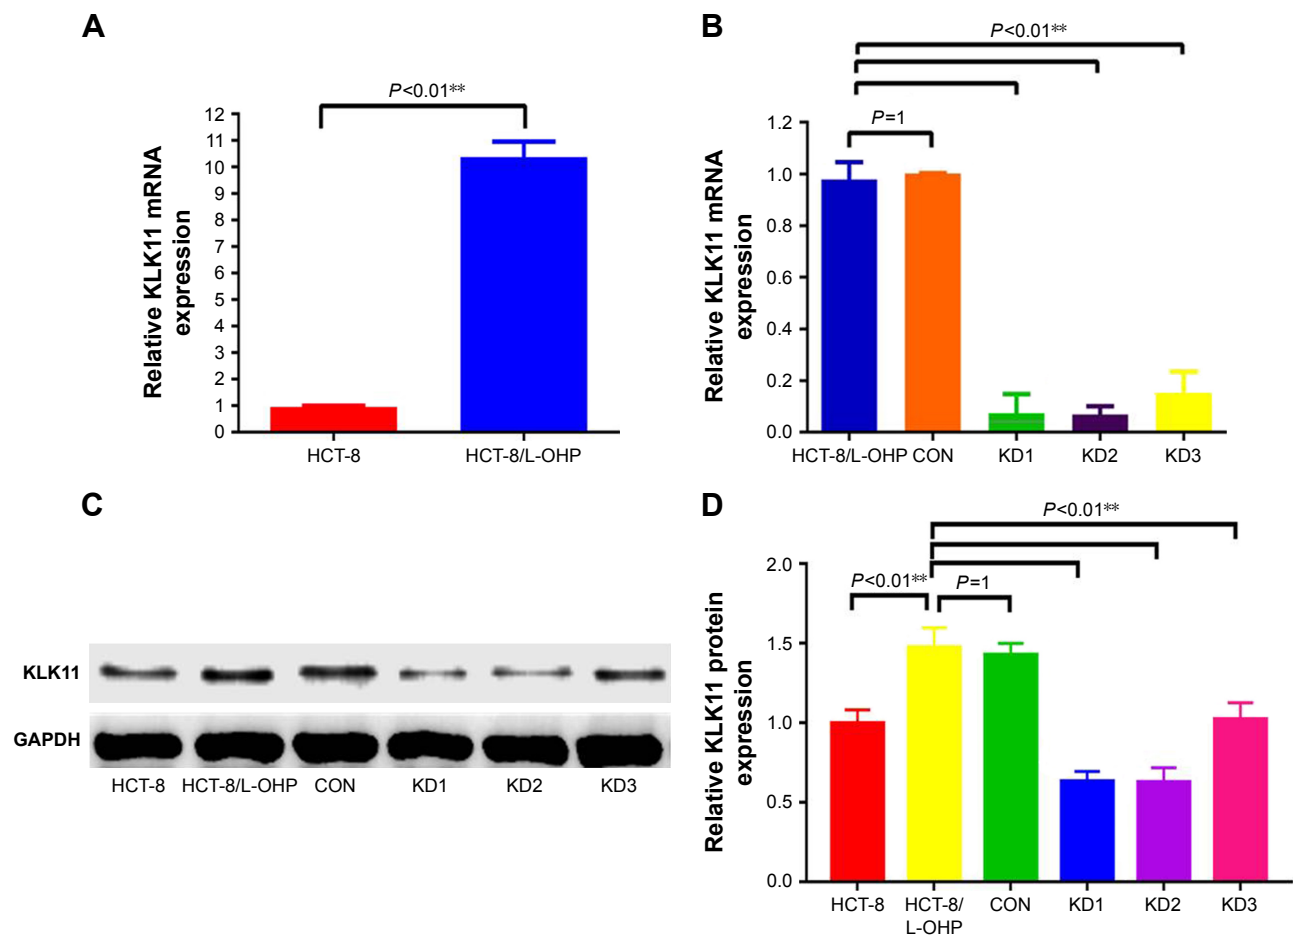 A
P<0.01**
12
11
10
9
8
7
6
5
4
3
2
1
0
Relative KLK11 mRNA
expression
HCT-8 HCT-8/L-OHP
B
P<0.01**
P=1
1.2
1.0
0.8
0.6
0.4
0.2
0.0
Relative KLK11 mRNA
expression
HCT-8/L-OHP CON KD1 KD2 KD3
C
KLK11
GAPDH
HCT-8 HCT-8/L-OHP CON KD1 KD2 KD3
D
P<0.01**
P<0.01** P=1
2.0
1.5
1.0
0.5
0.0
Relative KLK11 protein
expression
HCT-8 HCT-8/ CON KD1 KD2 KD3
L-OHP